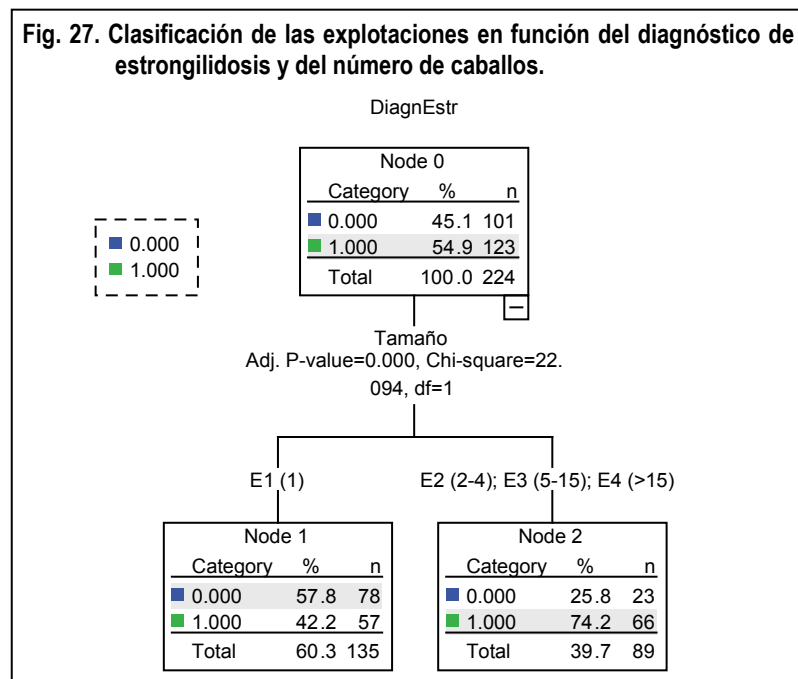 Fig. 27. Clasificación de las explotaciones en función del diagnóstico de
estrongilidosis y del número de caballos.
DiagnEstr
Node 0
Category % n
0.000 45.1 101
1.000 54.9 123
Total 100.0 224
0.000
1.000
Tamaño
Adj. P-value=0.000, Chi-square=22.
094, df=1
E1 (1)
E2 (2-4); E3 (5-15); E4 (>15)
Node 1
Category % n
0.000 57.8 78
1.000 42.2 57
Total 60.3 135
Node 2
Category % n
0.000 25.8 23
1.000 74.2 66
Total 39.7 89